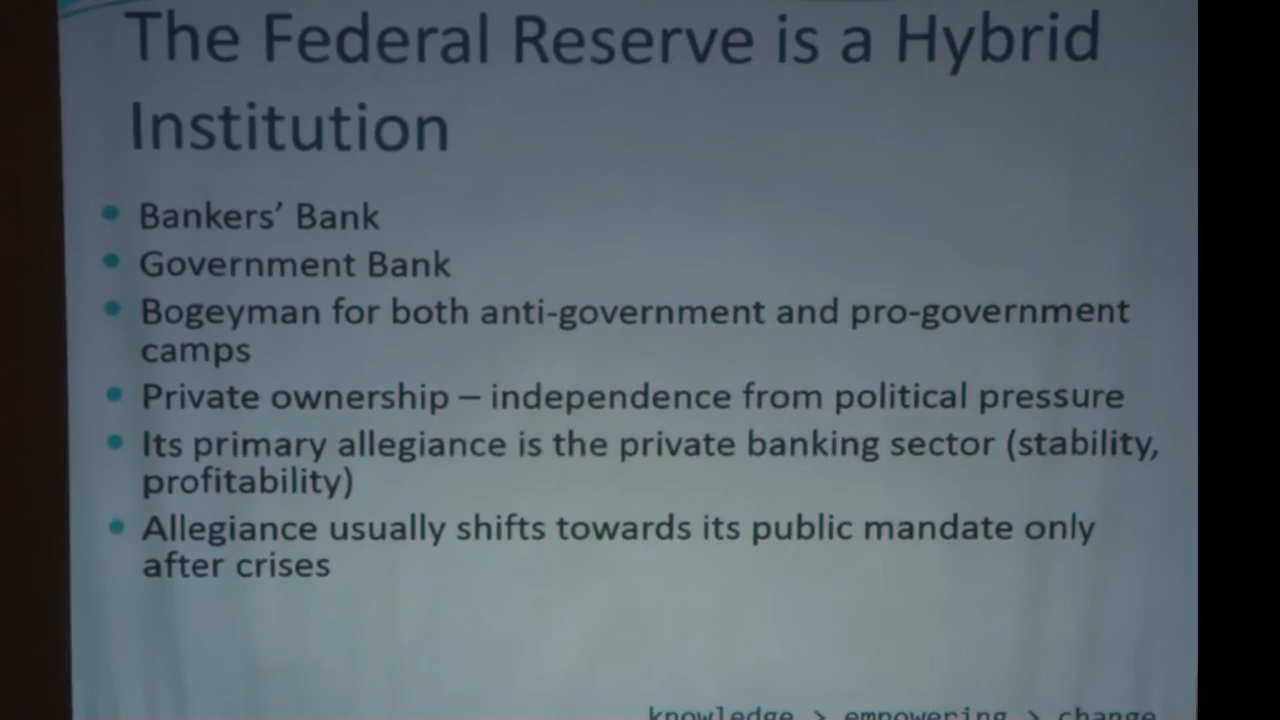 The Federal Reserve is a Hybrid
Institution
• Bankers’ Bank
• Government Bank
• Bogeyman for both anti-government and pro-government
camps
• Private ownership – independence from political pressure
• Its primary allegiance is the private banking sector (stability,
profitability)
• Allegiance usually shifts towards its public mandate only
after crises
knowledge > empowering > change